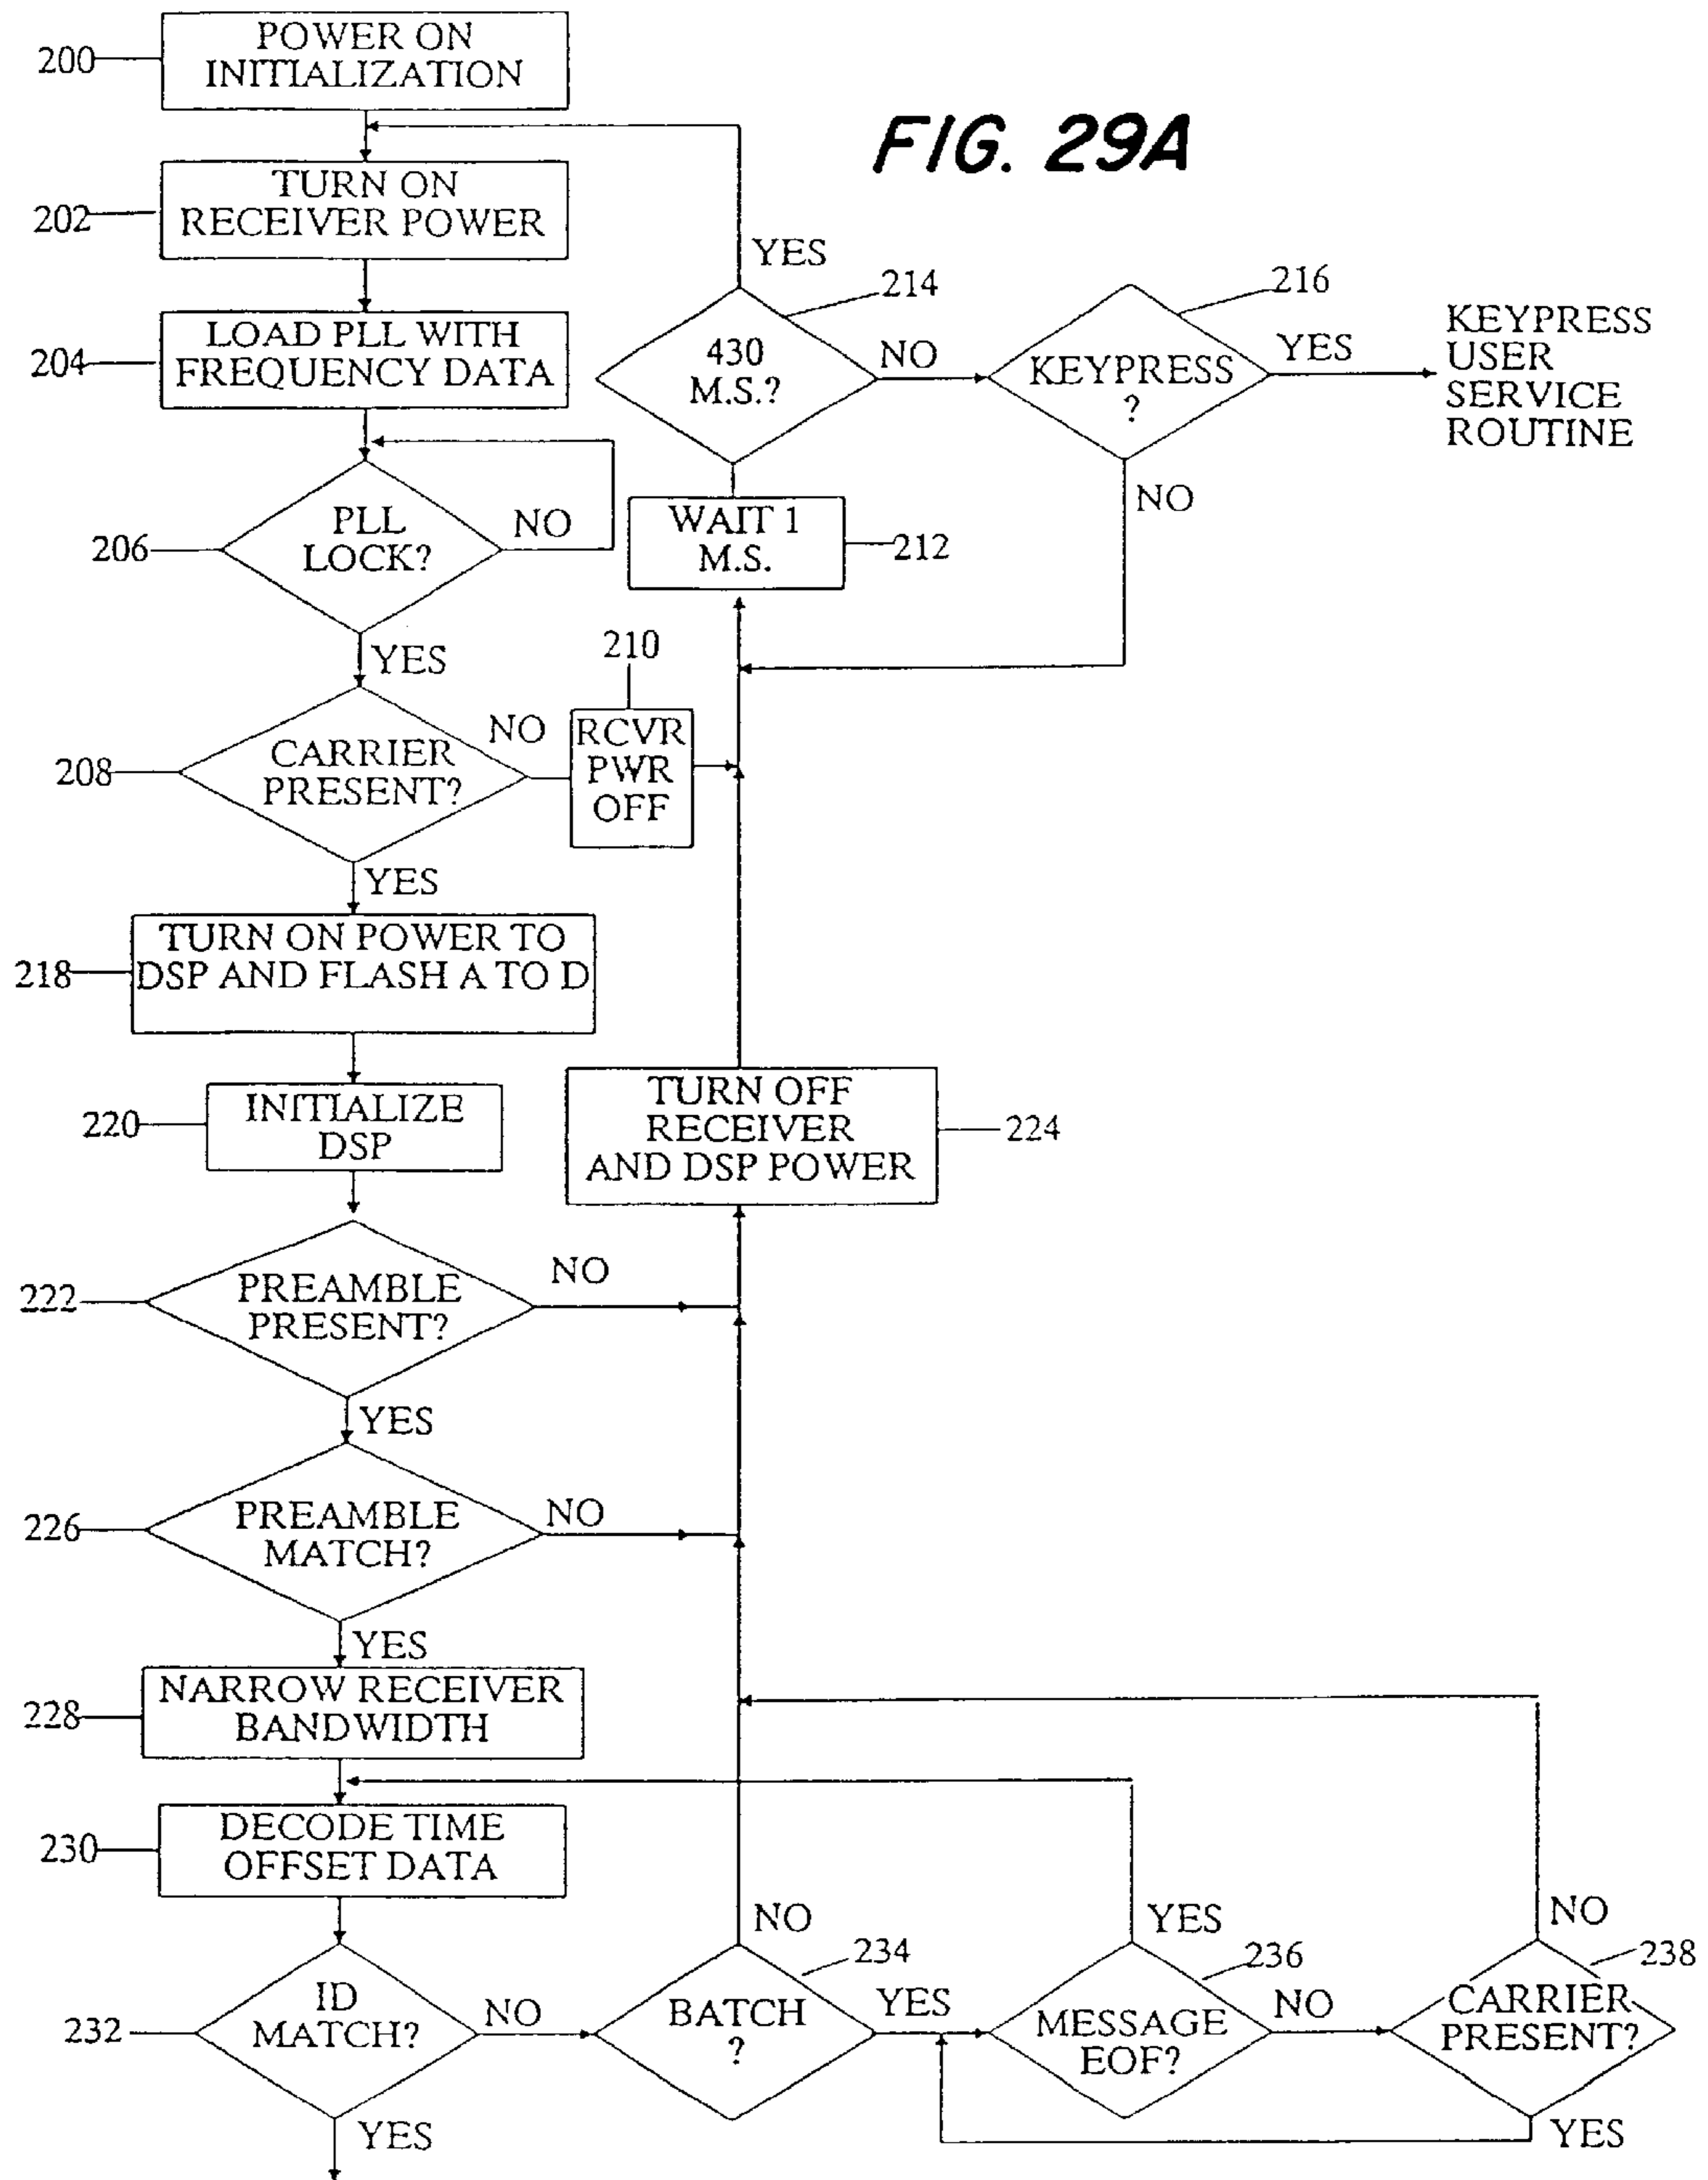 FIG. 29A
200
POWER ON
INITIALIZATION
202
TURN ON
RECEIVER POWER
204
LOAD PLL WITH
FREQUENCY DATA
206
PLL
LOCK?
NO
YES
208
CARRIER
PRESENT?
NO
YES
210
RCVR
PWR
OFF
WAIT 1
M.S.
212
430
M.S.?
214
YES
NO
KEYPRESS
?
216
YES
NO
KEYPRESS
USER
SERVICE
ROUTINE
218
TURN ON POWER TO
DSP AND FLASH A TO D
220
INITIALIZE
DSP
222
PREAMBLE
PRESENT?
NO
YES
TURN OFF
RECEIVER
AND DSP POWER
224
226
PREAMBLE
MATCH?
NO
YES
228
NARROW RECEIVER
BANDWIDTH
230
DECODE TIME
OFFSET DATA
232
ID
MATCH?
NO
YES
BATCH
?
234
NO
YES
MESSAGE
EOF?
236
YES
NO
CARRIER
PRESENT?
238
NO
YES